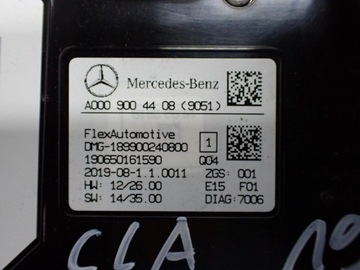 Mercedes-Benz
A000 900 44 08 (9051)
FlexAutomotive
DMG-189900240800
1
190650161590
Q04
2019-08-1.1.0011
ZGS: 001
HW: 12/26.00
E15 F01
SW: 14/35.00
DIAG: 7006
CLA